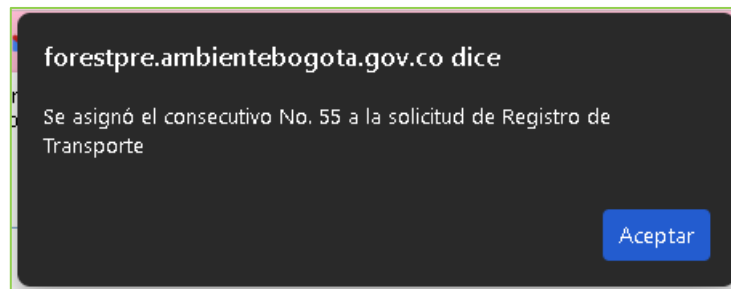 forestpre.ambientebogota.gov.co dice
Se asignó el consecutivo No. 55 a la solicitud de Registro de
Transporte
Aceptar